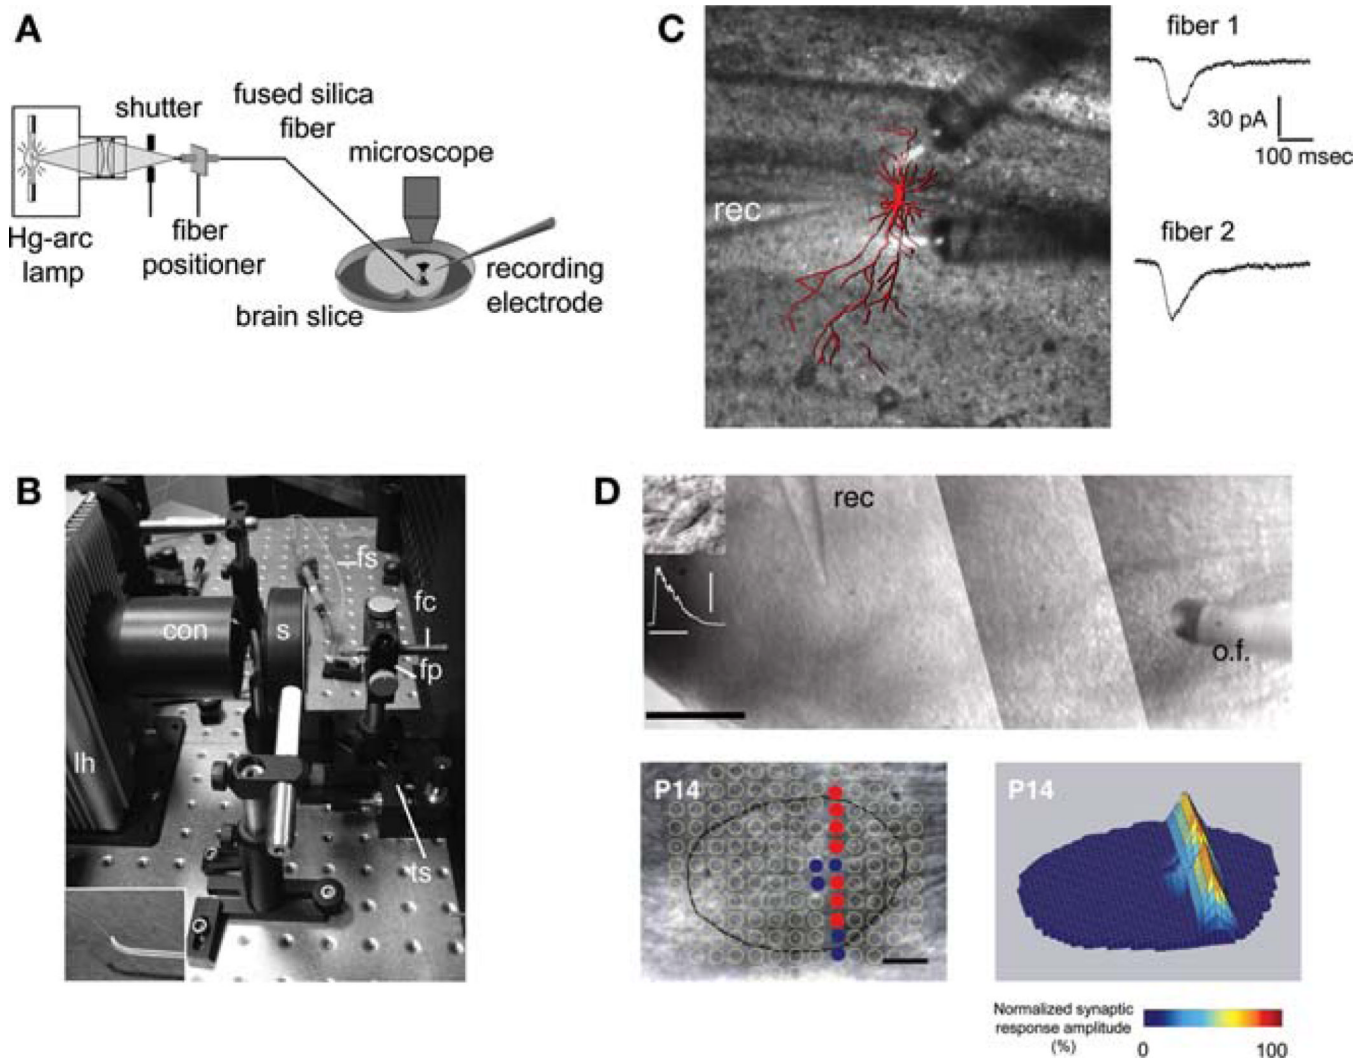 A
shutter
fused silica
fiber
microscope
Hg-arc
lamp
fiber
positioner
brain slice
recording
electrode
C
rec
fiber 1
30 pA
100 msec
fiber 2
B
con
s
fs
fc
fp
lh
ts
D
rec
o.f.
P14
P14
Normalized synaptic
response amplitude
(%)
0
100